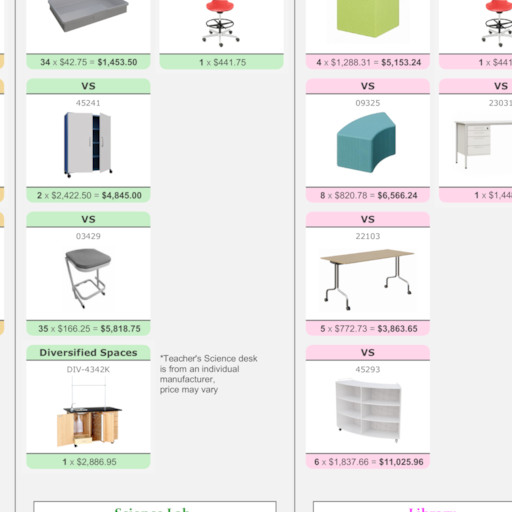 34 x $42.75 = $1,453.50
1 x $441.75
4 x $1,288.31 = $5,153.24
1 x $441
VS
45241
2 x $2,422.50 = $4,845.00
VS
09325
8 x $820.78 = $6,566.24
VS
23031
1 x $1,44
VS
03429
35 x $166.25 = $5,818.75
VS
22103
5 x $772.73 = $3,863.65
Diversified Spaces
DIV-4342K
1 x $2,886.95
*Teacher's Science desk
is from an individual
manufacturer,
price may vary
VS
45293
6 x $1,837.66 = $11,025.96
Science Lab
Library